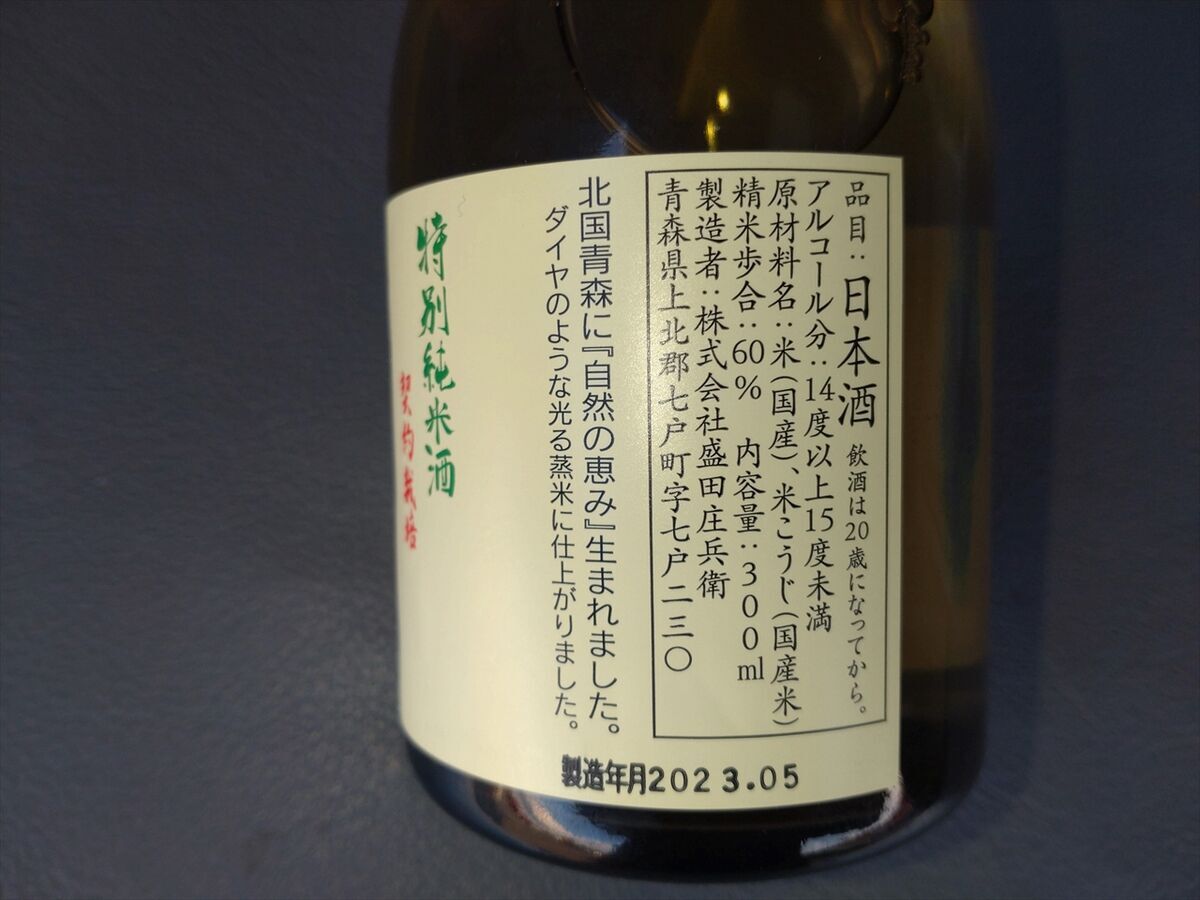 品目：日本酒 飲酒は20歳になってから。
アルコール分：14度以上15度未満
原材料名：米（国産）、米こうじ（国産米）
精米歩合：60％ 内容量：300ml
製造者：株式会社盛田庄兵衛
青森県上北郡七戸町字七戸二三〇
北国青森に『自然の恵み』生まれました。
ダイヤのような光る蒸米に仕上がりました。
特別純米酒
契約栽培
製造年月2023.05